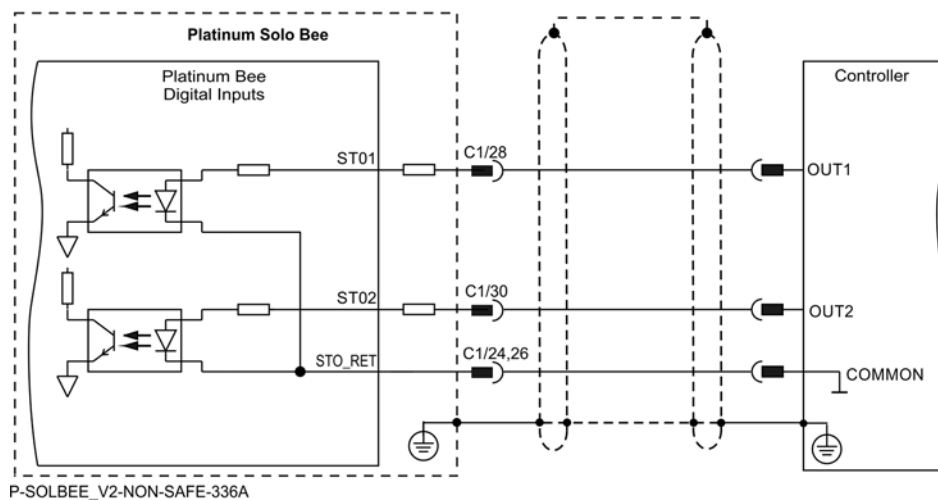 Platinum Solo Bee
Platinum Bee
Digital Inputs
Controller
ST01
C1/28
OUT1
ST02
C1/30
OUT2
STO_RET
C1/24,26
COMMON
P-SOLBEE_V2-NON-SAFE-336A